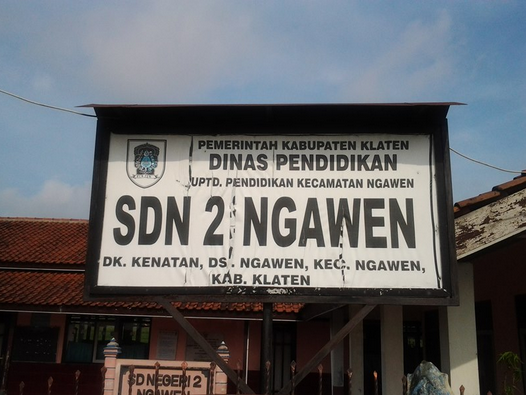 PEMERINTAH KABUPATEN KLATEN
DINAS PENDIDIKAN
UPTD. PENDIDIKAN KECAMATAN NGAWEN
SDN 2 NGAWEN
DK. KENATAN, DS. NGAWEN, KEC. NGAWEN,
KAB. KLATEN
SD NEGERI 2
NGAWEN